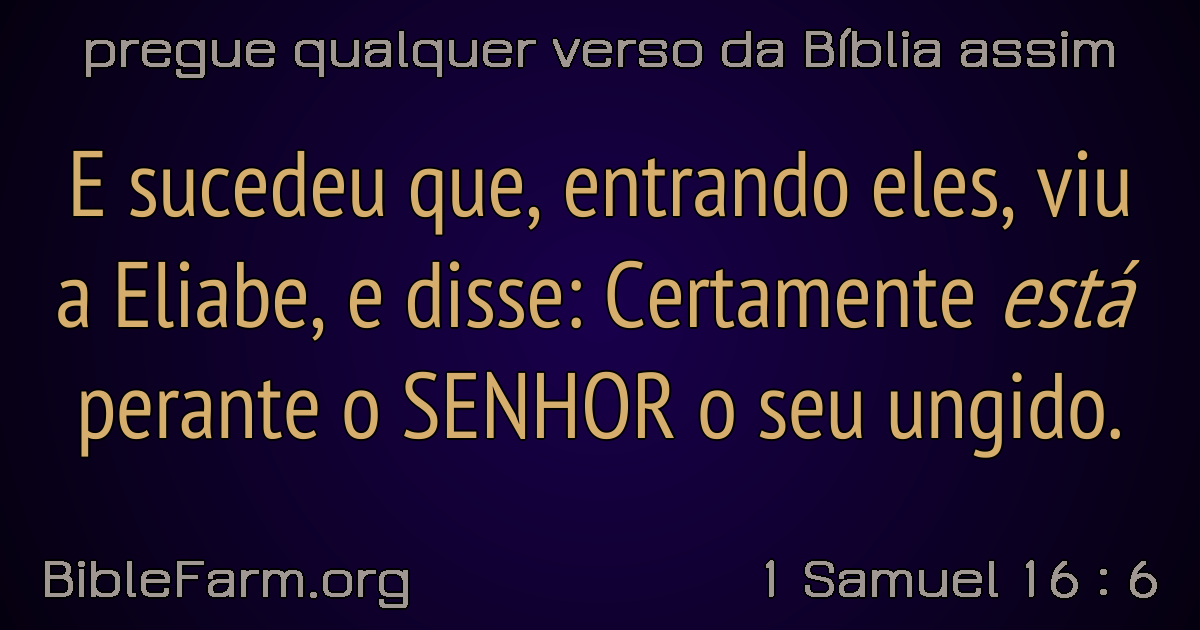 pregue qualquer verso da Bíblia assim
E sucedeu que, entrando eles, viu
a Eliabe, e disse: Certamente está
perante o SENHOR o seu ungido.
BibleFarm.org
1 Samuel 16 : 6